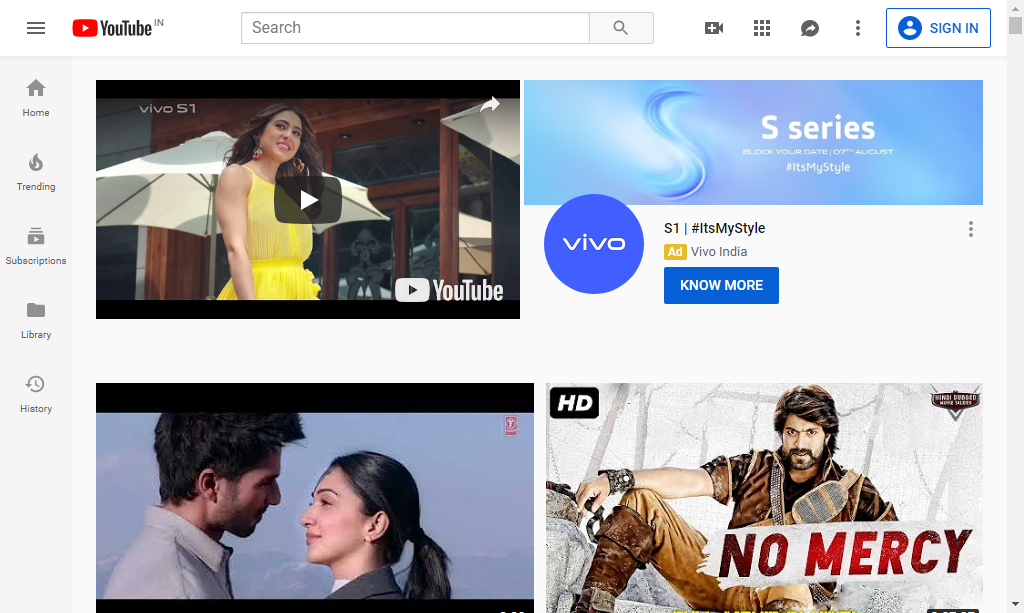 YouTube IN
Search
SIGN IN
Home
Trending
Subscriptions
Library
History
vivo S1
YouTube
S series
BLOCK YOUR DATE | 07TH AUGUST
#ItsMyStyle
vivo
S1 | #ItsMyStyle
Ad Vivo India
KNOW MORE
HD
HINDI DUBBED
MOVIE TALKIES
NO MERCY